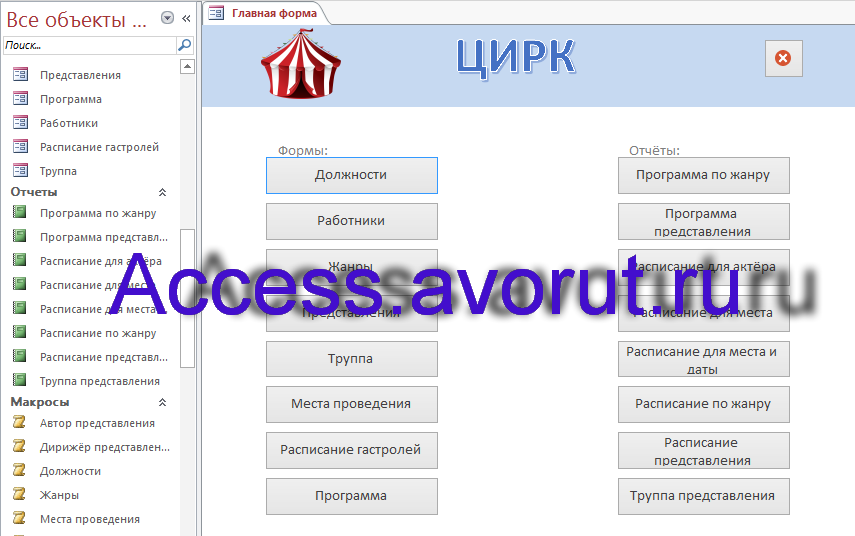 Все объекты ...
Поиск...
Представления
Программа
Работники
Расписание гастролей
Труппа
Отчеты
Программа по жанру
Программа представл...
Расписание для актёра
Расписание для места
Расписание для места...
Расписание по жанру
Расписание представл...
Труппа представления
Макросы
Автор представления
Дирижёр представлен...
Должности
Жанры
Места проведения
Главная форма
ЦИРК
Формы:
Должности
Работники
Жанры
Представления
Труппа
Места проведения
Расписание гастролей
Программа
Отчёты:
Программа по жанру
Программа
представления
Расписание для актёра
Расписание для места
Расписание для места и
даты
Расписание по жанру
Расписание
представления
Труппа представления
Access.avorut.ru